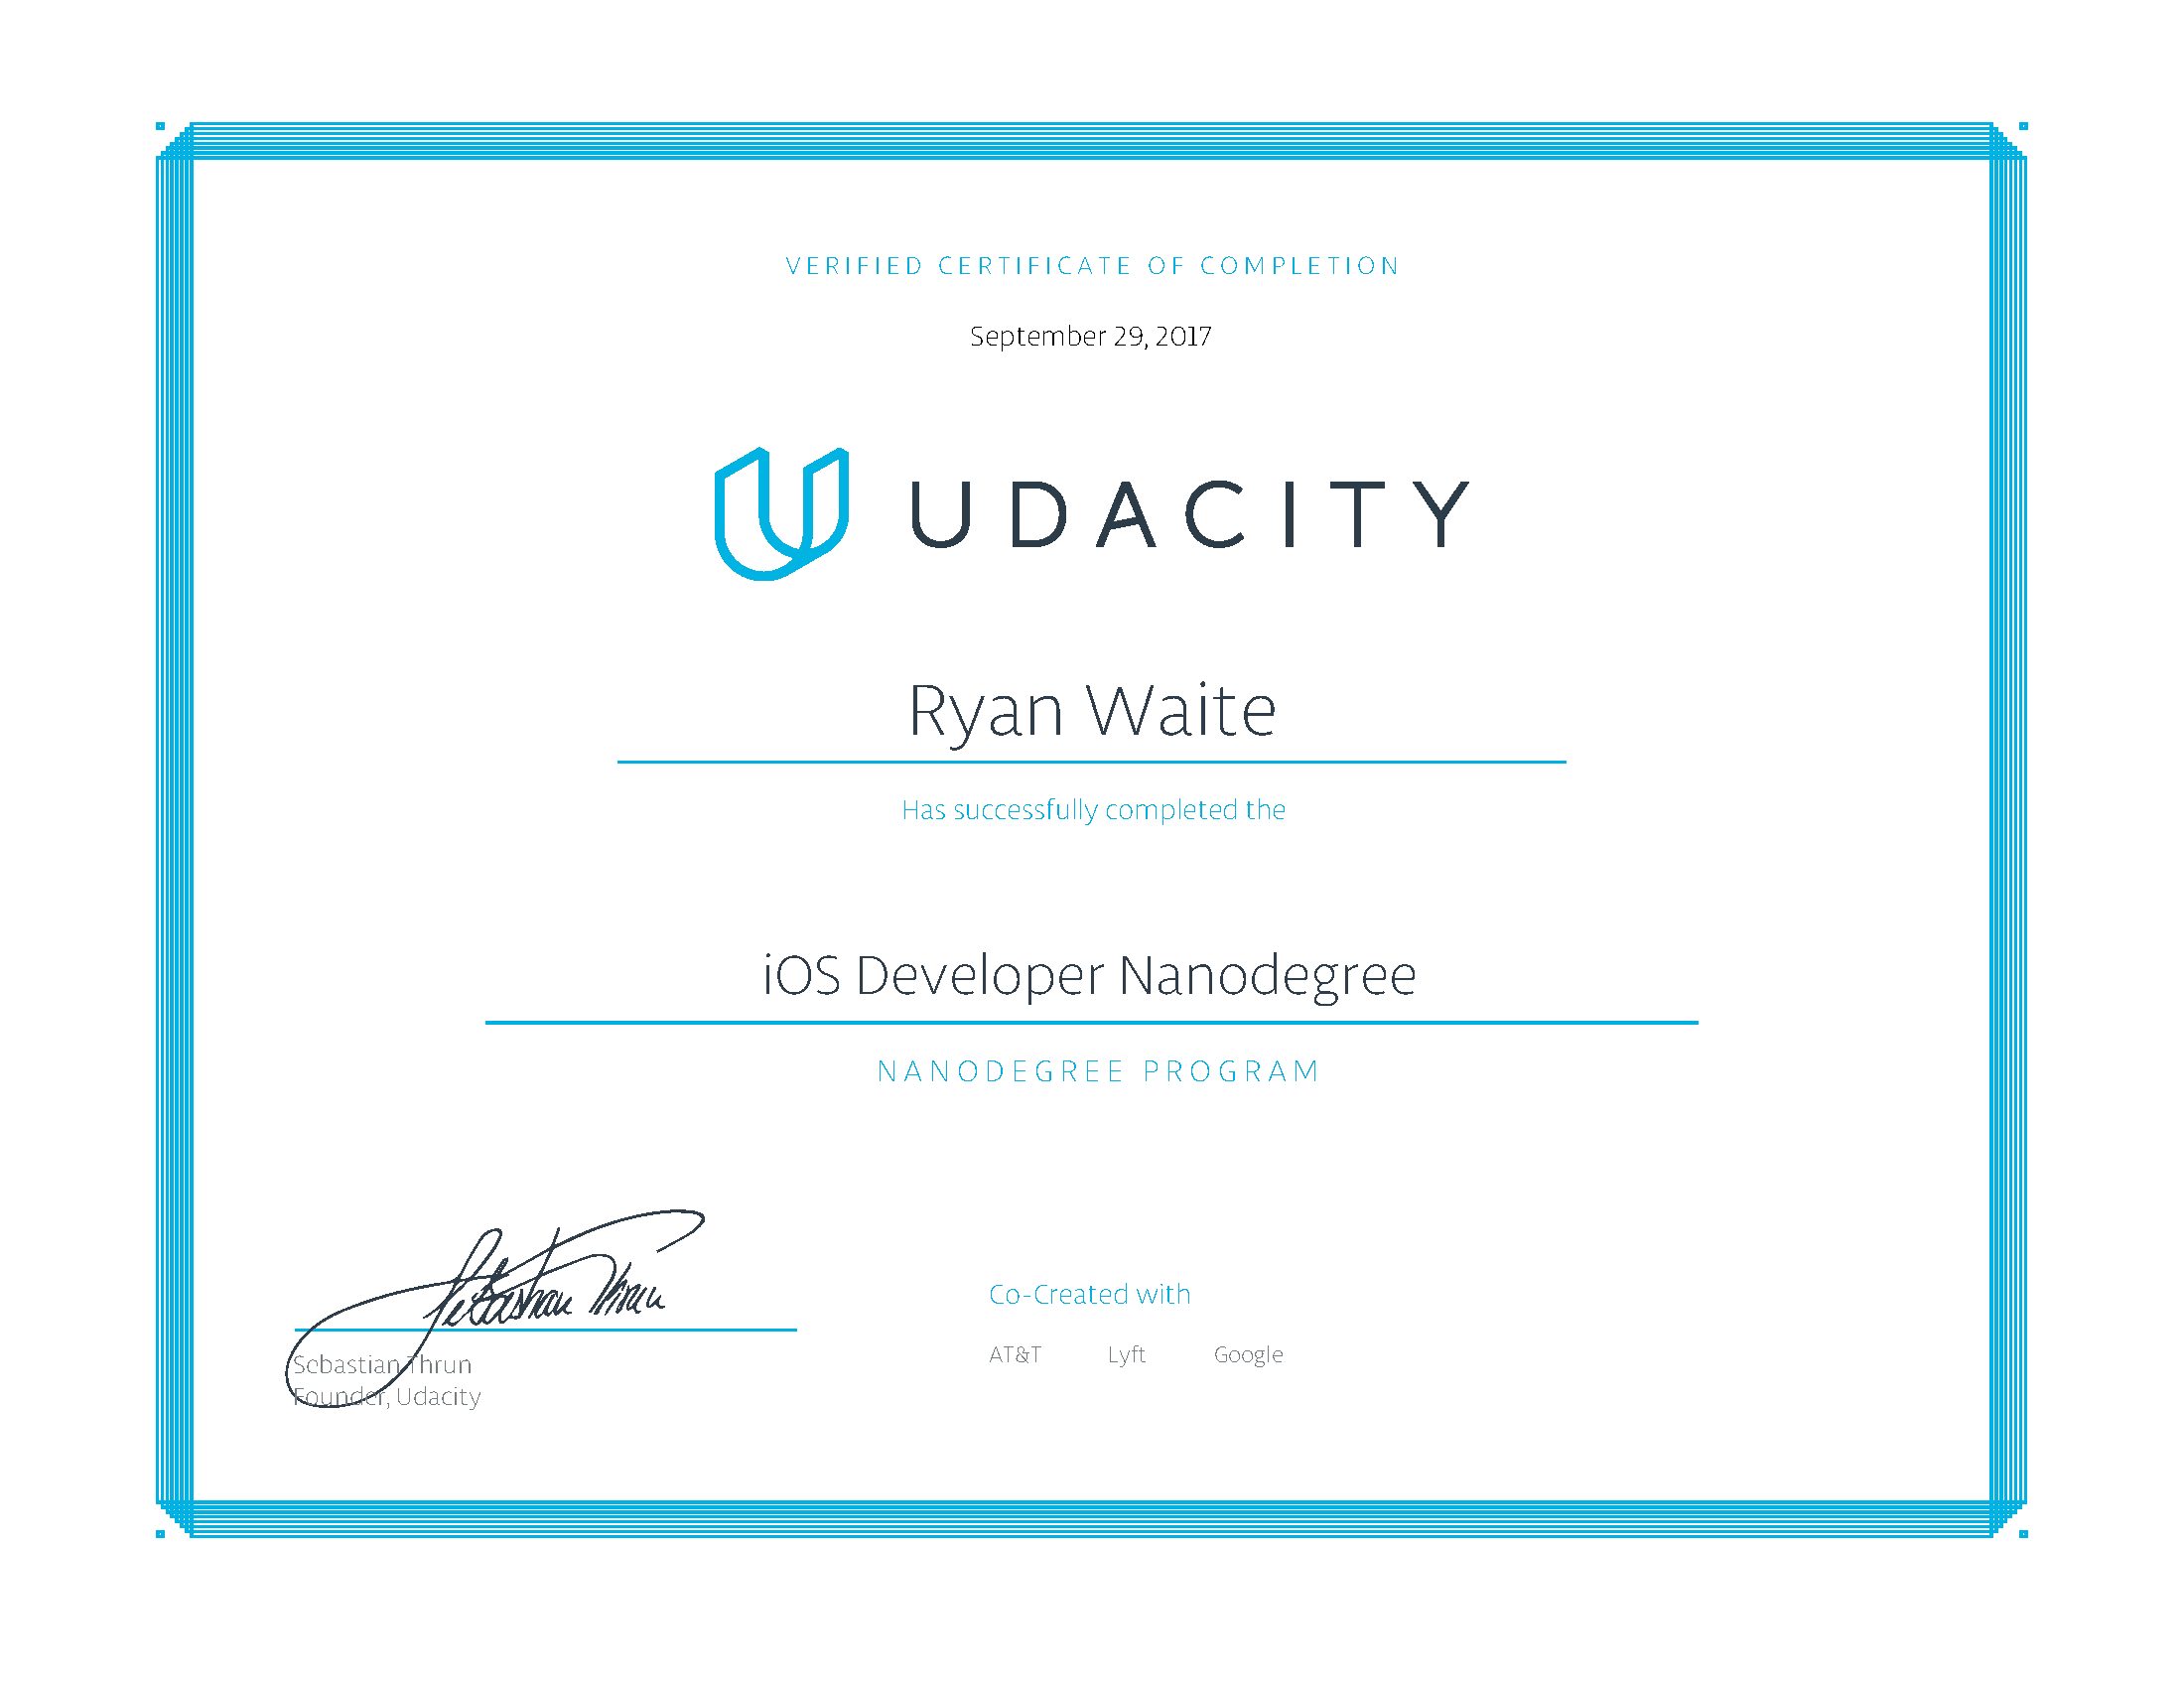 VERIFIED CERTIFICATE OF COMPLETION
September 29, 2017
UDACITY
Ryan Waite
Has successfully completed the
iOS Developer Nanodegree
NANODEGREE PROGRAM
Sebastian Thrun
Sebastian Thrun
Founder, Udacity
Co-Created with
AT&T Lyft Google